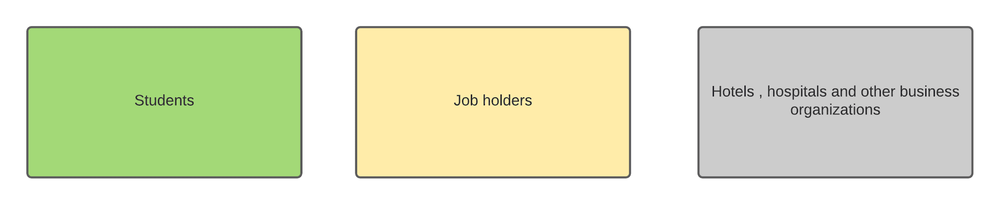 Students
Job holders
Hotels , hospitals and other business
organizations